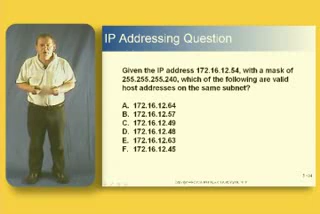 IP Addressing Question
Given the IP address 172.16.12.54, with a mask of
255.255.255.240, which of the following are valid
host addresses on the same subnet?
A. 172.16.12.64
B. 172.16.12.57
C. 172.16.12.49
D. 172.16.12.48
E. 172.16.12.63
F. 172.16.12.45